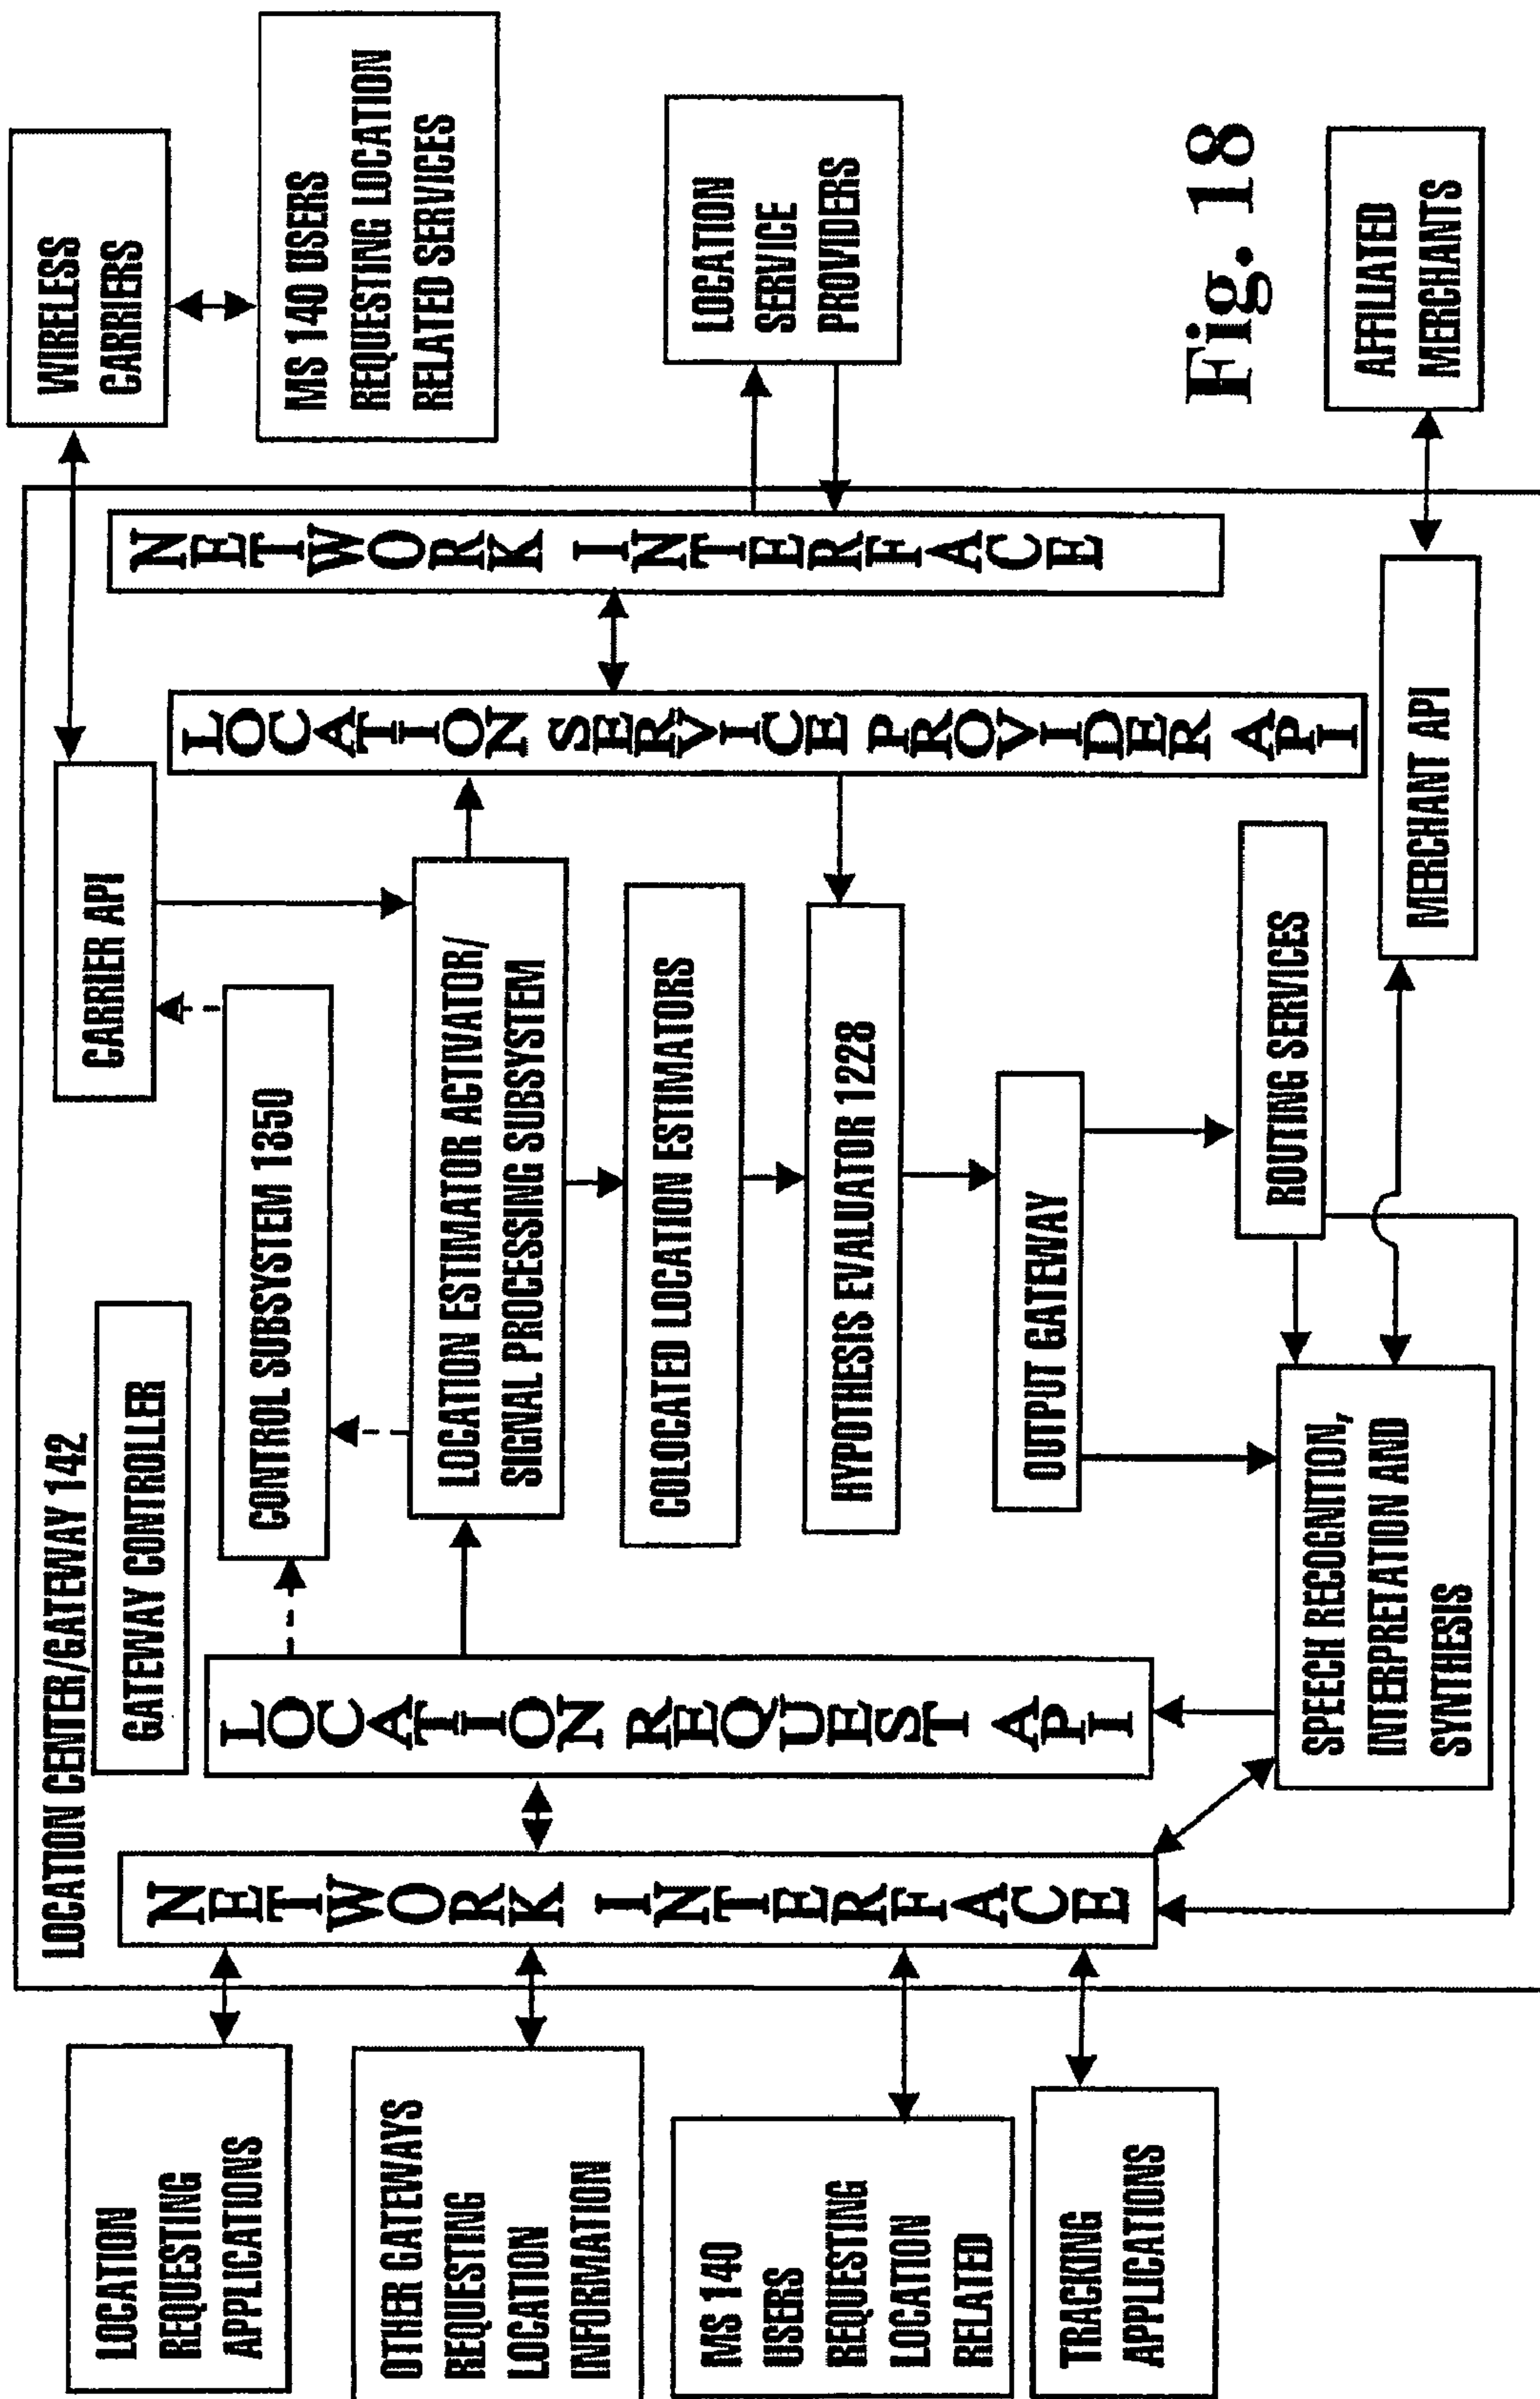 LOCATION
REQUESTING
APPLICATIONS
OTHER GATEWAYS
REQUESTING
LOCATION
INFORMATION
MS 140
USERS
REQUESTING
LOCATION
RELATED
TRACKING
APPLICATIONS
LOCATION CENTER/GATEWAY 142
NETWORK INTERFACE
GATEWAY CONTROLLER
LOCATION REQUEST API
CONTROL SUBSYSTEM 1350
CARRIER API
LOCATION ESTIMATOR ACTIVATOR/
SIGNAL PROCESSING SUBSYSTEM
COLOCATED LOCATION ESTIMATORS
HYPOTHESIS EVALUATOR 1228
OUTPUT GATEWAY
ROUTING SERVICES
SPEECH RECOGNITION,
INTERPRETATION AND
SYNTHESIS
MERCHANT API
LOCATION SERVICE PROVIDER API
NETWORK INTERFACE
WIRELESS
CARRIERS
MS 140 USERS
REQUESTING LOCATION
RELATED SERVICES
LOCATION
SERVICE
PROVIDERS
Fig. 18
AFFILIATED
MERCHANTS